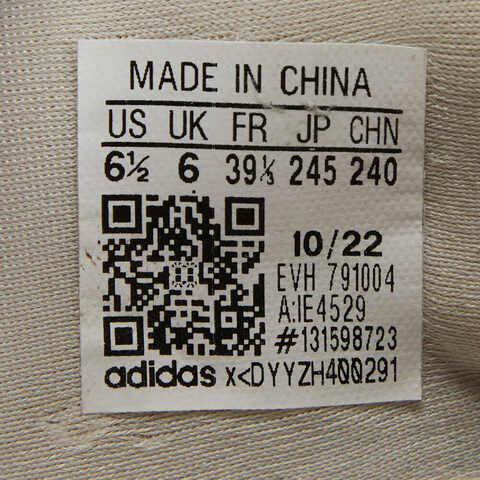 MADE IN CHINA
US UK FR JP CHN
6½ 6 39⅓ 245 240
10/22
EVH 791004
A:IE4529
#131598723
adidas x<DYYZH400291